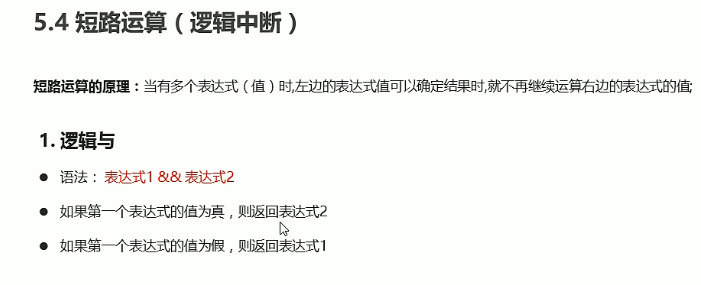 5.4 短路运算（逻辑中断）
短路运算的原理：当有多个表达式（值）时,左边的表达式值可以确定结果时,就不再继续运算右边的表达式的值;
1. 逻辑与
● 语法： 表达式1 && 表达式2
● 如果第一个表达式的值为真，则返回表达式2
● 如果第一个表达式的值为假，则返回表达式1